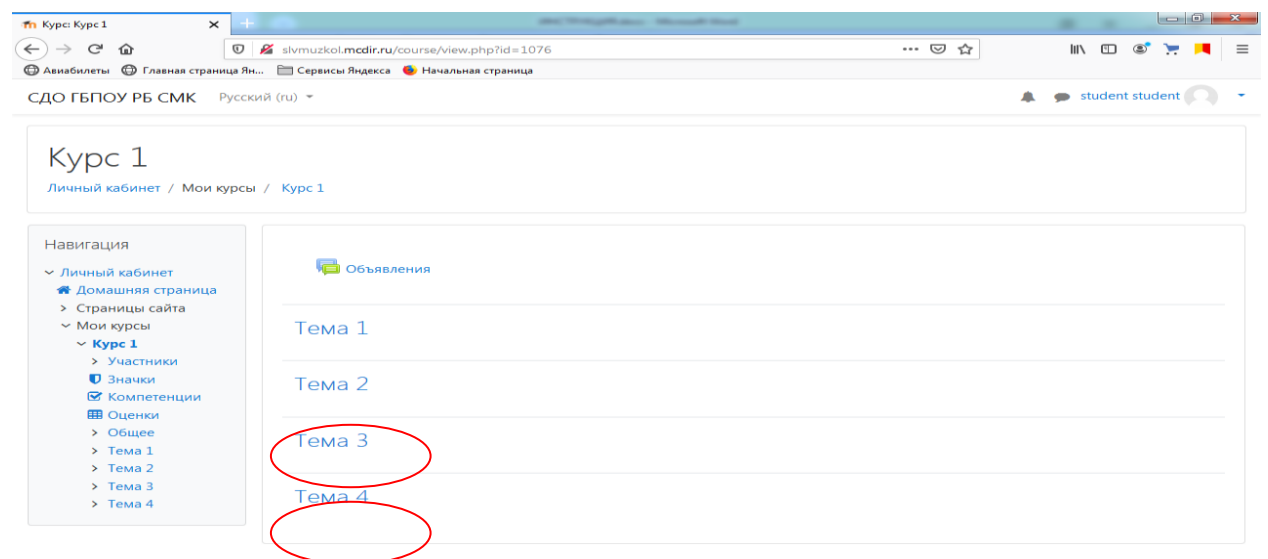 Курс: Курс 1
slvmuzkol.mcdir.ru/course/view.php?id=1076
Авиабилеты Главная страница Ян... Сервисы Яндекса Начальная страница
СДО ГБПОУ РБ СМК Русский (ru) student student
Курс 1
Личный кабинет / Мои курсы / Курс 1
Навигация
Личный кабинет
Домашняя страница
Страницы сайта
Мои курсы
Курс 1
Участники
Значки
Компетенции
Оценки
Общее
Тема 1
Тема 2
Тема 3
Тема 4
Объявления
Тема 1
Тема 2
Тема 3
Тема 4